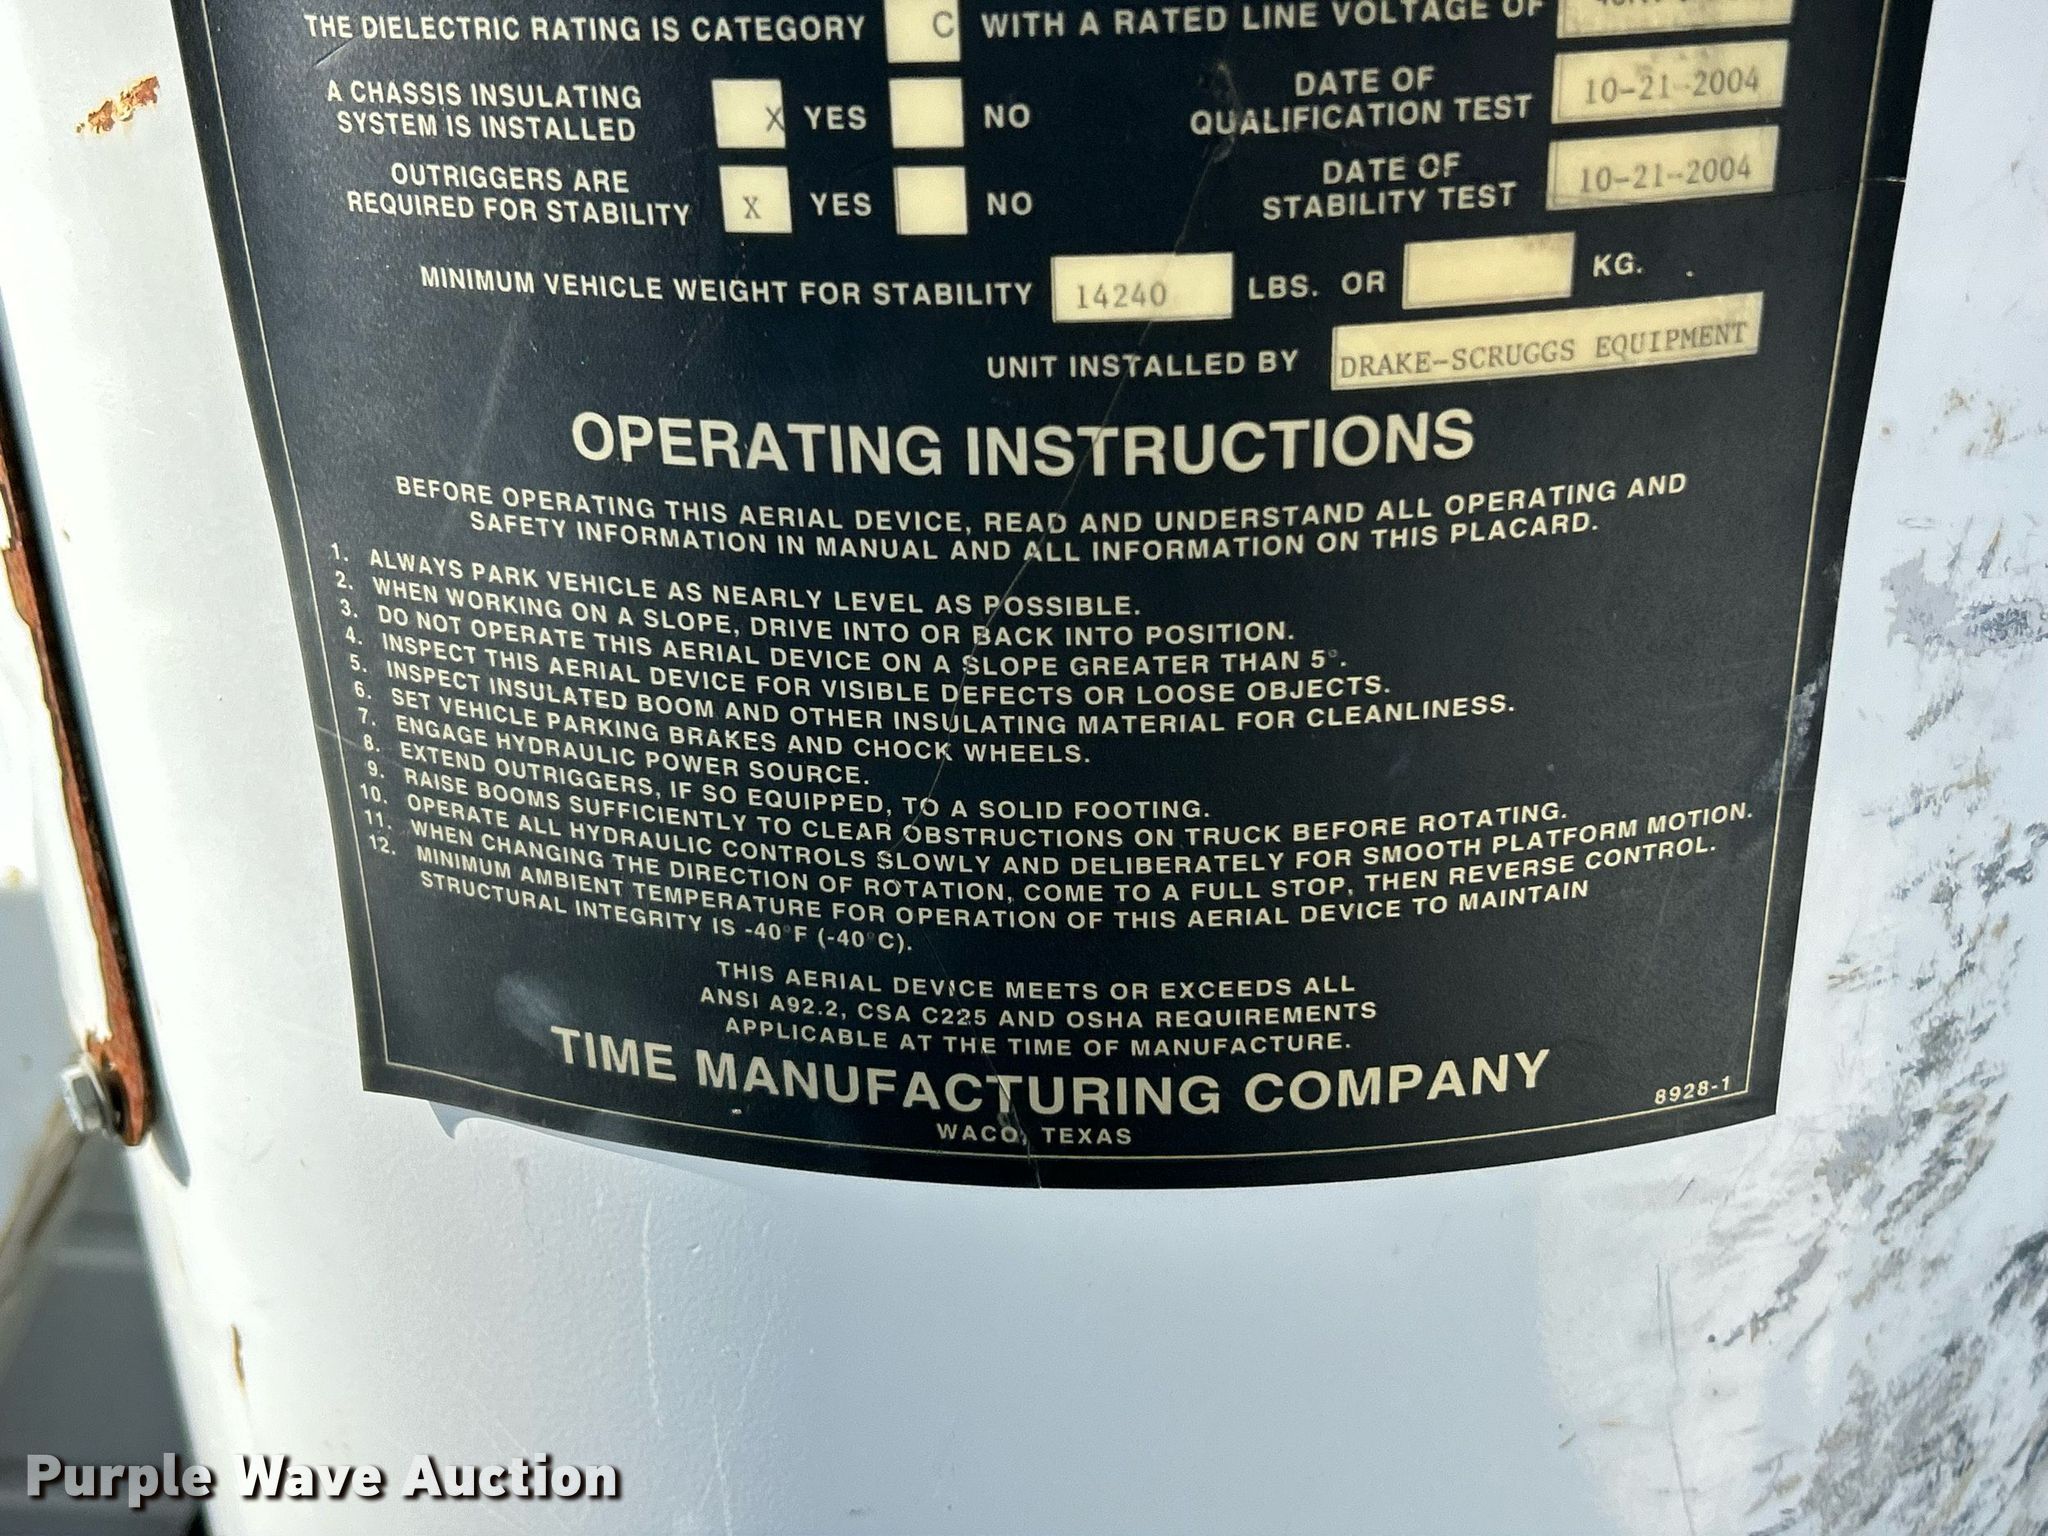 THE DIELECTRIC RATING IS CATEGORY C WITH A RATED LINE VOLTAGE OF
A CHASSIS INSULATING
SYSTEM IS INSTALLED X YES NO
DATE OF
QUALIFICATION TEST 10-21-2004
OUTRIGGERS ARE
REQUIRED FOR STABILITY X YES NO
DATE OF
STABILITY TEST 10-21-2004
MINIMUM VEHICLE WEIGHT FOR STABILITY 14240 LBS. OR KG.
UNIT INSTALLED BY DRAKE-SCRUGGS EQUIPMENT
OPERATING INSTRUCTIONS
BEFORE OPERATING THIS AERIAL DEVICE, READ AND UNDERSTAND ALL OPERATING AND
SAFETY INFORMATION IN MANUAL AND ALL INFORMATION ON THIS PLACARD.
1. ALWAYS PARK VEHICLE AS NEARLY LEVEL AS POSSIBLE.
2. WHEN WORKING ON A SLOPE, DRIVE INTO OR BACK INTO POSITION.
3. DO NOT OPERATE THIS AERIAL DEVICE ON A SLOPE GREATER THAN 5°.
4. INSPECT THIS AERIAL DEVICE FOR VISIBLE DEFECTS OR LOOSE OBJECTS.
5. INSPECT INSULATED BOOM AND OTHER INSULATING MATERIAL FOR CLEANLINESS.
6. SET VEHICLE PARKING BRAKES AND CHOCK WHEELS.
7. ENGAGE HYDRAULIC POWER SOURCE.
8. EXTEND OUTRIGGERS, IF SO EQUIPPED, TO A SOLID FOOTING.
9. RAISE BOOMS SUFFICIENTLY TO CLEAR OBSTRUCTIONS ON TRUCK BEFORE ROTATING.
10. OPERATE ALL HYDRAULIC CONTROLS SLOWLY AND DELIBERATELY FOR SMOOTH PLATFORM MOTION.
11. WHEN CHANGING THE DIRECTION OF ROTATION, COME TO A FULL STOP, THEN REVERSE CONTROL.
12. MINIMUM AMBIENT TEMPERATURE FOR OPERATION OF THIS AERIAL DEVICE TO MAINTAIN
STRUCTURAL INTEGRITY IS -40°F (-40°C).
THIS AERIAL DEVICE MEETS OR EXCEEDS ALL
ANSI A92.2, CSA C225 AND OSHA REQUIREMENTS
APPLICABLE AT THE TIME OF MANUFACTURE.
TIME MANUFACTURING COMPANY
WACO, TEXAS
8928-1
Purple Wave Auction